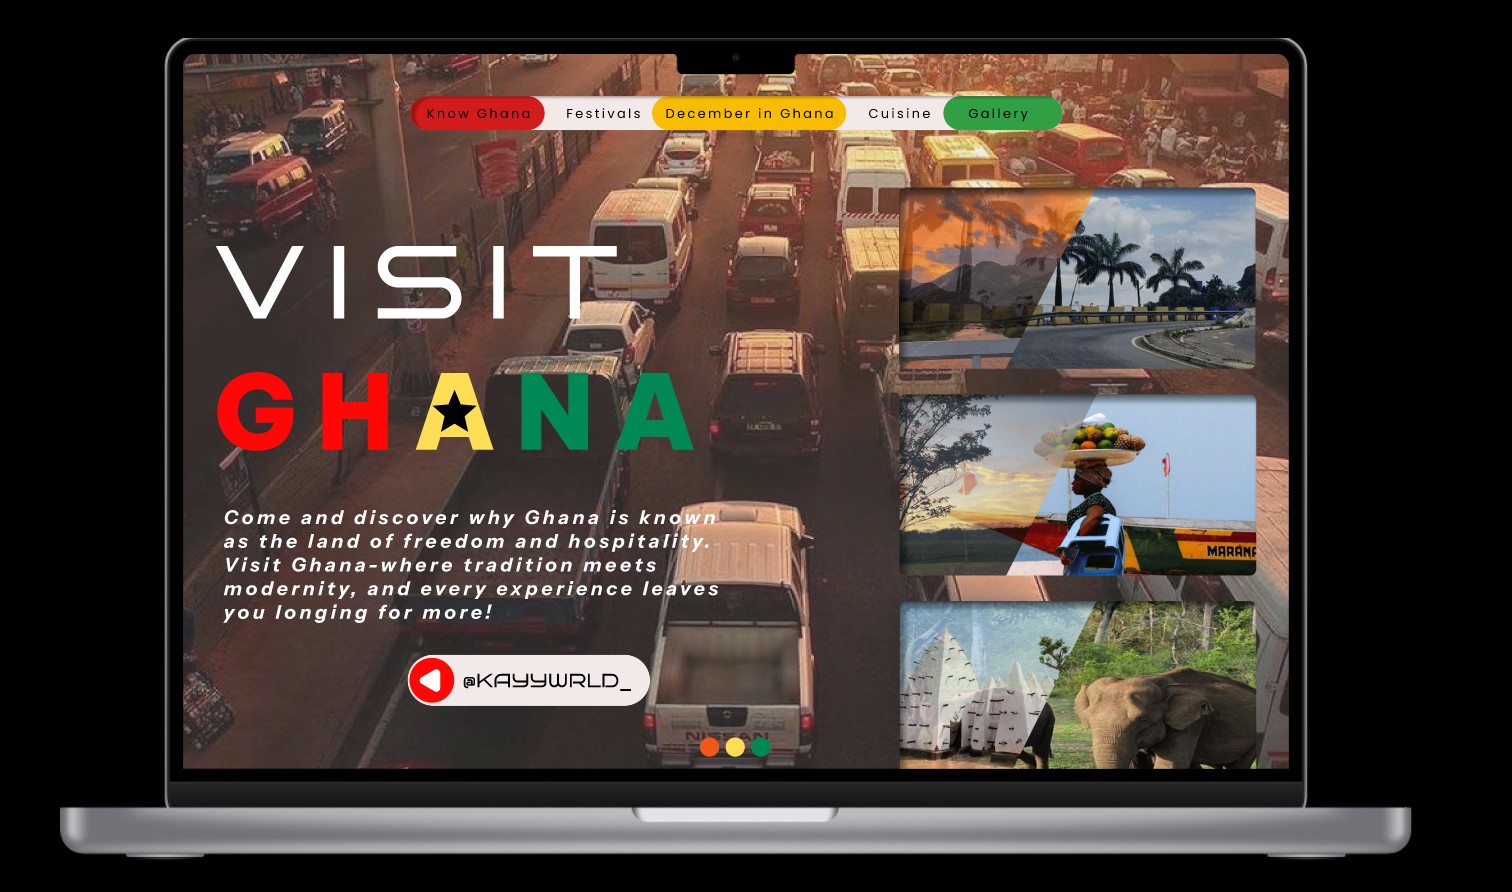 Know Ghana
Festivals
December in Ghana
Cuisine
Gallery
VISIT
GHANA
Come and discover why Ghana is known
as the land of freedom and hospitality.
Visit Ghana-where tradition meets
modernity, and every experience leaves
you longing for more!
@KAYYWRLD_
NISSAN